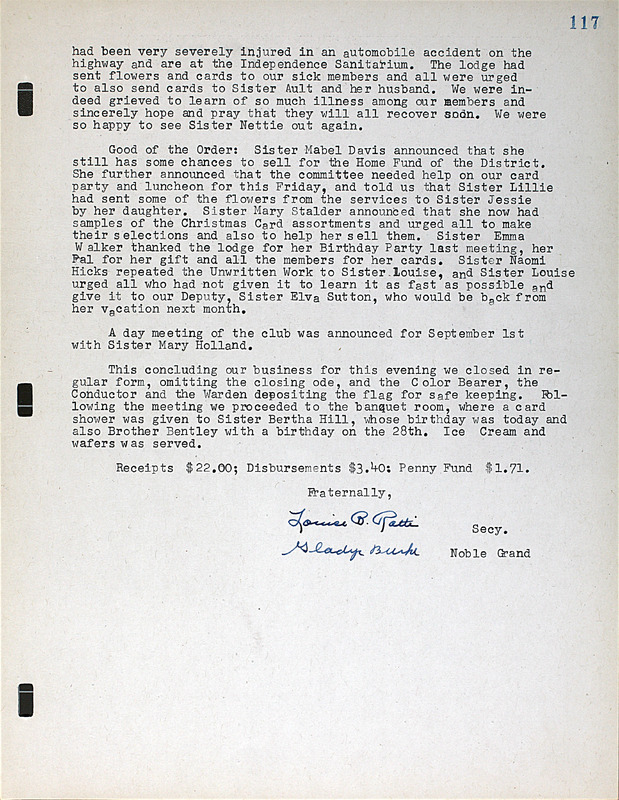 117
had been very severely injured in an automobile accident on the
highway and are at the Independence Sanitarium.  The lodge had
sent flowers and cards to our sick members and all were urged
to also send cards to Sister Ault and her husband.  We were in-
deed grieved to learn of so much illness among our members and
sincerely hope and pray that they will all recover soon.  We were
so happy to see Sister Nettie out again.
Good of the Order:  Sister Mabel Davis announced that she
still has some chances to sell for the Home Fund of the District.
She further announced that the committee needed help on our card
party and luncheon for this Friday, and told us that Sister Lillie
had sent some of the flowers from the services to Sister Jessie
by her daughter.  Sister Mary Stalder announced that she now had
samples of the Christmas Card assortments and urged all to make
their selections and also to help her sell them.  Sister  Emma
W alker thanked the lodge for her Birthday Party last meeting, her
Pal for her gift and all the members for her cards.  Sister Naomi
Hicks repeated the Unwritten Work to Sister Louise, and Sister Louise
urged all who had not given it to learn it as fast as possible and
give it to our Deputy, Sister Elva Sutton, who would be back from
her vacation next month.
A day meeting of the club was announced for September 1st
with Sister Mary Holland.
This concluding our business for this evening we closed in re-
gular form, omitting the closing ode, and the C olor Bearer, the
Conductor and the Warden depositing the flag for safe keeping.  Fol-
lowing the meeting we proceeded to the banquet room, where a card
shower was given to Sister Bertha Hill, whose birthday was today and
also Brother Bentley with a birthday on the 28th.  Ice Cream and
wafers was served.
Receipts $22.00; Disbursements $3.40: Penny Fund $1.71.
Fraternally,
Louise B. Ratti
Secy.
Gladys Burke
Noble Grand